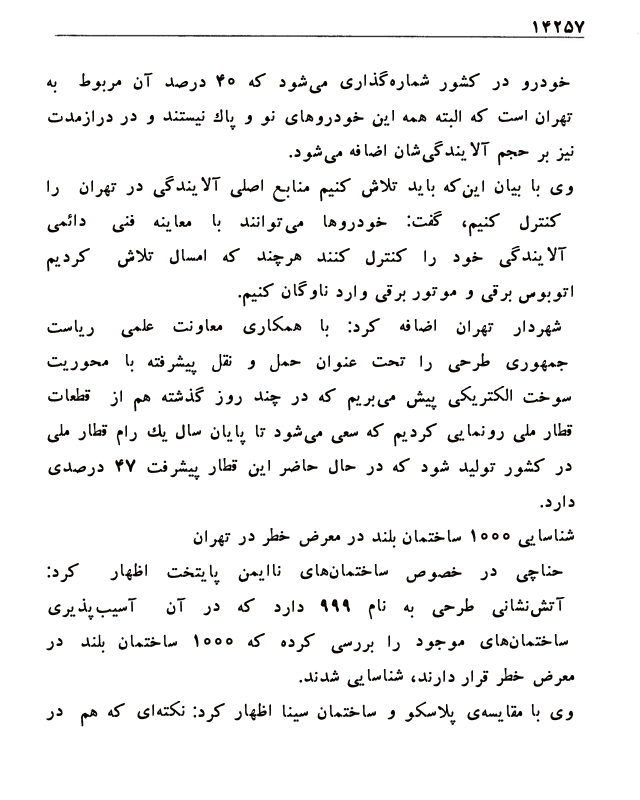 ۱۴۲۵۷
خودرو در کشور شماره‌گذاری می‌شود که ۴۰ درصد آن مربوط به
تهران است که البته همه این خودروهای نو و پاك نیستند و در درازمدت
نیز بر حجم آلایندگی‌شان اضافه می‌شود.
وی با بیان این‌که باید تلاش کنیم منابع اصلی آلایندگی در تهران را
کنترل کنیم، گفت: خودروها می‌توانند با معاینه فنی دائمی
آلایندگی خود را کنترل کنند هرچند که امسال تلاش کردیم
اتوبوس برقی و موتور برقی وارد ناوگان کنیم.
شهردار تهران اضافه کرد: با همکاری معاونت علمی ریاست
جمهوری طرحی را تحت عنوان حمل و نقل پیشرفته با محوریت
سوخت الکتریکی پیش می‌بریم که در چند روز گذشته هم از قطعات
قطار ملی رونمایی کردیم که سعی می‌شود تا پایان سال یك رام قطار ملی
در کشور تولید شود که در حال حاضر این قطار پیشرفت ۴۷ درصدی
دارد.
شناسایی ۱۰۰۰ ساختمان بلند در معرض خطر در تهران
حناچی در خصوص ساختمان‌های ناایمن پایتخت اظهار کرد:
آتش‌نشانی طرحی به نام ۹۹۹ دارد که در آن آسیب‌پذیری
ساختمان‌های موجود را بررسی کرده که ۱۰۰۰ ساختمان بلند در
معرض خطر قرار دارند، شناسایی شدند.
وی با مقایسه‌ی پلاسکو و ساختمان سینا اظهار کرد: نکته‌ای که هم در